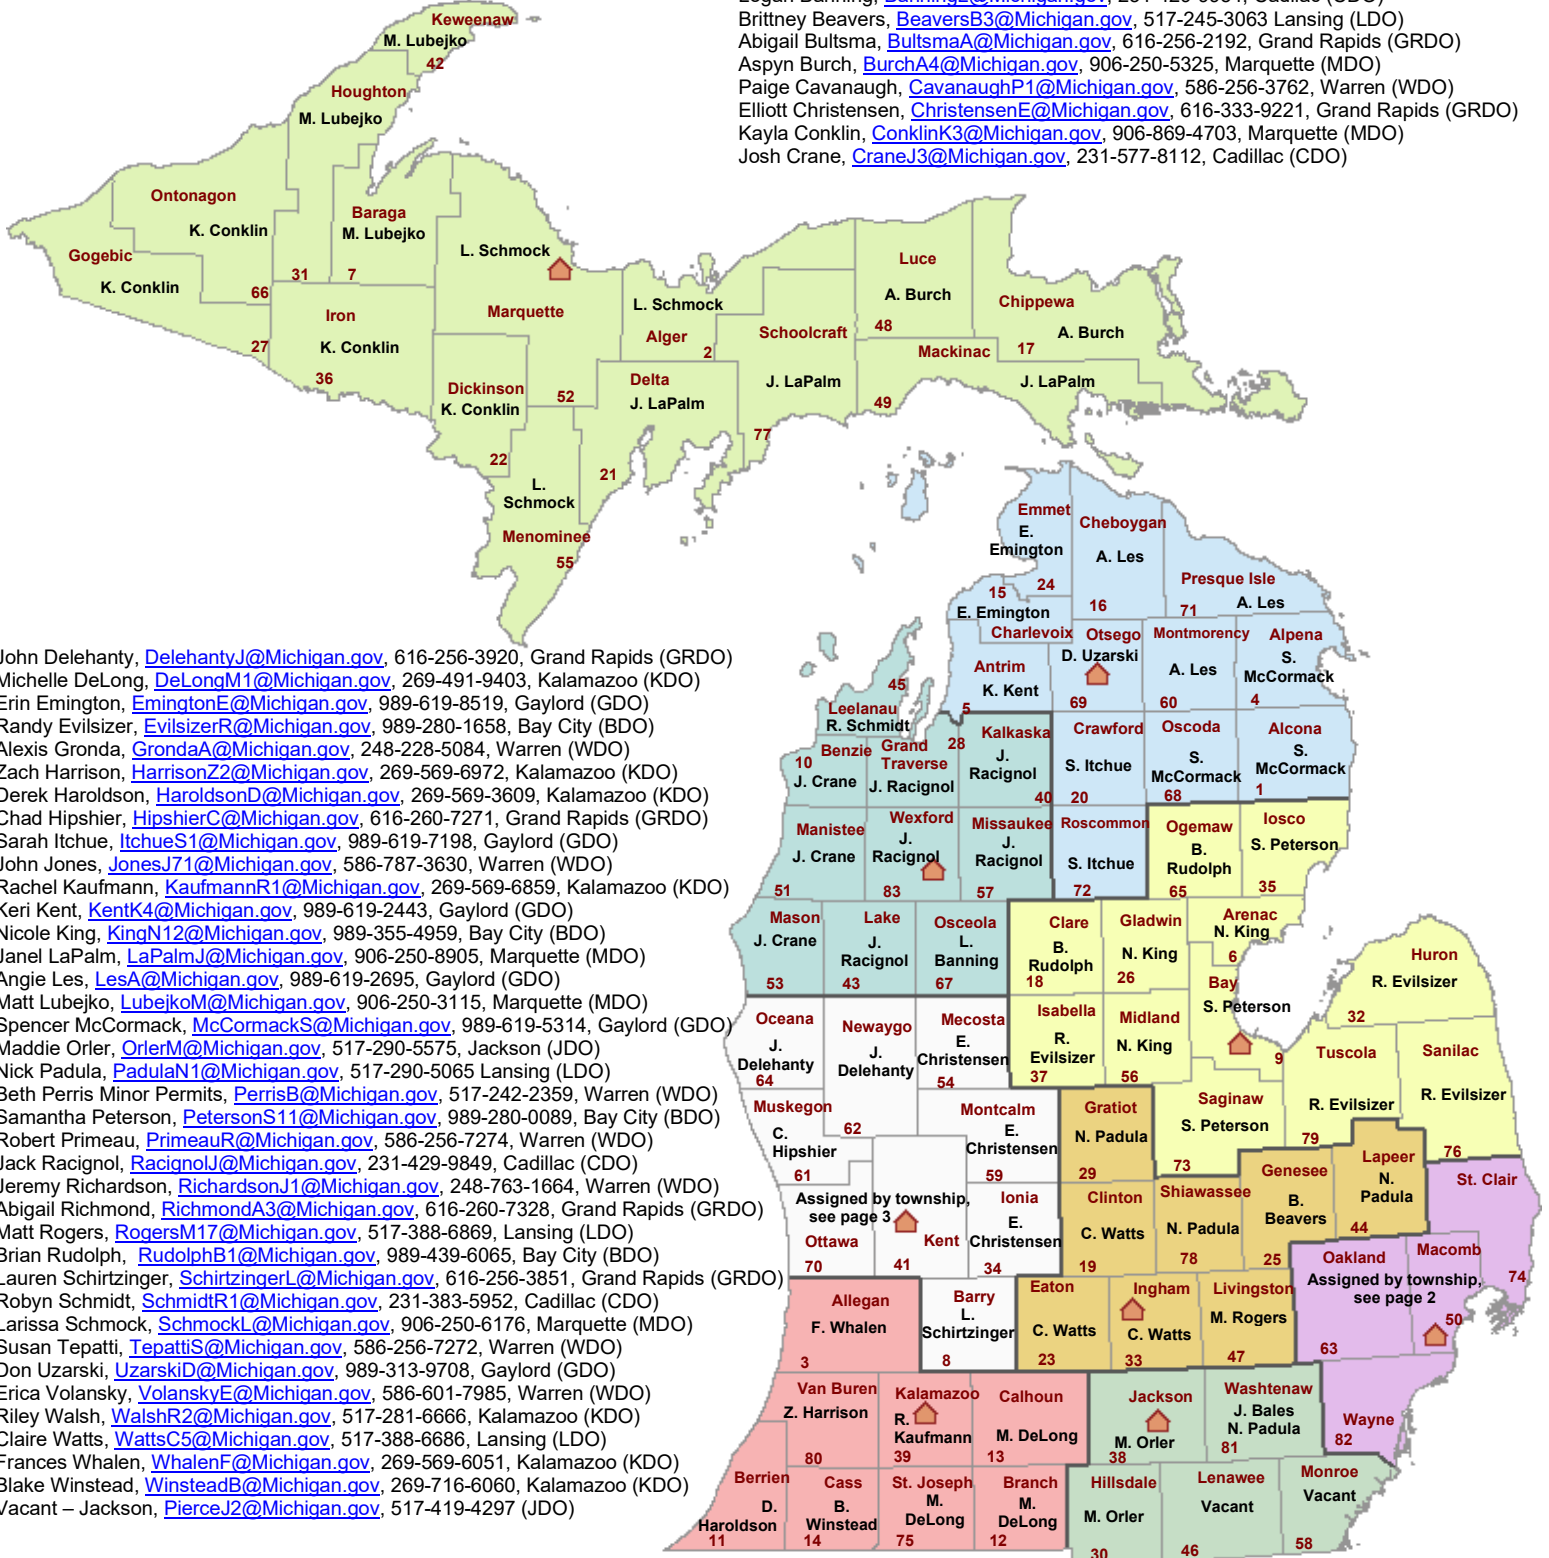 Brittney Beavers, BeaversB3@Michigan.gov, 517-245-3063 Lansing (LDO)
Abigail Bultsma, BultsmaA@Michigan.gov, 616-256-2192, Grand Rapids (GRDO)
Aspyn Burch, BurchA4@Michigan.gov, 906-250-5325, Marquette (MDO)
Paige Cavanaugh, CavanaughP1@Michigan.gov, 586-256-3762, Warren (WDO)
Elliott Christensen, ChristensenE@Michigan.gov, 616-333-9221, Grand Rapids (GRDO)
Kayla Conklin, ConklinK3@Michigan.gov, 906-869-4703, Marquette (MDO)
Josh Crane, CraneJ3@Michigan.gov, 231-577-8112, Cadillac (CDO)
Keweenaw
M. Lubejko
42
Houghton
M. Lubejko
31
Ontonagon
K. Conklin
66
Baraga
M. Lubejko
7
Gogebic
K. Conklin
27
Iron
K. Conklin
36
L. Schmock
Marquette
52
Dickinson
K. Conklin
22
L. Schmock
Alger
2
Delta
J. LaPalm
21
L.
Schmock
Menominee
55
Schoolcraft
J. LaPalm
77
Luce
A. Burch
48
Chippewa
A. Burch
17
Mackinac
J. LaPalm
49
John Delehanty, DelehantyJ@Michigan.gov, 616-256-3920, Grand Rapids (GRDO)
Michelle DeLong, DeLongM1@Michigan.gov, 269-491-9403, Kalamazoo (KDO)
Erin Emington, EmingtonE@Michigan.gov, 989-619-8519, Gaylord (GDO)
Randy Evilsizer, EvilsizerR@Michigan.gov, 989-280-1658, Bay City (BDO)
Alexis Gronda, GrondaA@Michigan.gov, 248-228-5084, Warren (WDO)
Zach Harrison, HarrisonZ2@Michigan.gov, 269-569-6972, Kalamazoo (KDO)
Derek Haroldson, HaroldsonD@Michigan.gov, 269-569-3609, Kalamazoo (KDO)
Chad Hipshier, HipshierC@Michigan.gov, 616-260-7271, Grand Rapids (GRDO)
Sarah Itchue, ItchueS1@Michigan.gov, 989-619-7198, Gaylord (GDO)
John Jones, JonesJ71@Michigan.gov, 586-787-3630, Warren (WDO)
Rachel Kaufmann, KaufmannR1@Michigan.gov, 269-569-6859, Kalamazoo (KDO)
Keri Kent, KentK4@Michigan.gov, 989-619-2443, Gaylord (GDO)
Nicole King, KingN12@Michigan.gov, 989-355-4959, Bay City (BDO)
Janel LaPalm, LaPalmJ@Michigan.gov, 906-250-8905, Marquette (MDO)
Angie Les, LesA@Michigan.gov, 989-619-2695, Gaylord (GDO)
Matt Lubejko, LubejkoM@Michigan.gov, 906-250-3115, Marquette (MDO)
Spencer McCormack, McCormackS@Michigan.gov, 989-619-5314, Gaylord (GDO)
Maddie Orler, OrlerM@Michigan.gov, 517-290-5575, Jackson (JDO)
Nick Padula, PadulaN1@Michigan.gov, 517-290-5065 Lansing (LDO)
Beth Perris Minor Permits, PerrisB@Michigan.gov, 517-242-2359, Warren (WDO)
Samantha Peterson, PetersonS11@Michigan.gov, 989-280-0089, Bay City (BDO)
Robert Primeau, PrimeauR@Michigan.gov, 586-256-7274, Warren (WDO)
Jack Racignol, RacignolJ@Michigan.gov, 231-429-9849, Cadillac (CDO)
Jeremy Richardson, RichardsonJ1@Michigan.gov, 248-763-1664, Warren (WDO)
Abigail Richmond, RichmondA3@Michigan.gov, 616-260-7328, Grand Rapids (GRDO)
Matt Rogers, RogersM17@Michigan.gov, 517-388-6869, Lansing (LDO)
Brian Rudolph, RudolphB1@Michigan.gov, 989-439-6065, Bay City (BDO)
Lauren Schirtzinger, SchirtzingerL@Michigan.gov, 616-256-3851, Grand Rapids (GRDO)
Robyn Schmidt, SchmidtR1@Michigan.gov, 231-383-5952, Cadillac (CDO)
Larissa Schmock, SchmockL@Michigan.gov, 906-250-6176, Marquette (MDO)
Susan Tepatti, TepattiS@Michigan.gov, 586-256-7272, Warren (WDO)
Don Uzarski, UzarskiD@Michigan.gov, 989-313-9708, Gaylord (GDO)
Erica Volansky, VolanskyE@Michigan.gov, 586-601-7985, Warren (WDO)
Riley Walsh, WalshR2@Michigan.gov, 517-281-6666, Kalamazoo (KDO)
Claire Watts, WattsC5@Michigan.gov, 517-388-6686, Lansing (LDO)
Frances Whalen, WhalenF@Michigan.gov, 269-569-6051, Kalamazoo (KDO)
Blake Winstead, WinsteadB@Michigan.gov, 269-716-6060, Kalamazoo (KDO)
Vacant – Jackson, PierceJ2@Michigan.gov, 517-419-4297 (JDO)
Emmet
E.
Emington
24
Cheboygan
A. Les
16
Presque Isle
A. Les
71
15
E. Emington
Charlevoix
Otsego
D. Uzarski
69
Montmorency
A. Les
60
Alpena
S.
McCormack
4
Antrim
K. Kent
5
45
Leelanau
R. Schmidt
Benzie
10
J. Crane
Grand
Traverse
28
J. Racignol
Kalkaska
J.
Racignol
40
Crawford
S. Itchue
20
Oscoda
S.
McCormack
68
Alcona
S.
McCormack
1
Manistee
J. Crane
51
Wexford
J.
Racignol
83
Missaukee
J.
Racignol
57
Roscommon
S. Itchue
72
Ogemaw
B.
Rudolph
65
Iosco
S. Peterson
35
Mason
J. Crane
53
Lake
J.
Racignol
43
Osceola
L.
Banning
67
Clare
B.
Rudolph
18
Gladwin
N. King
26
Arenac
N. King
6
Bay
S. Peterson
9
Huron
R. Evilsizer
32
Oceana
J.
Delehanty
64
Newaygo
J.
Delehanty
62
Mecosta
E.
Christensen
54
Isabella
R.
Evilsizer
37
Midland
N. King
56
Tuscola
R. Evilsizer
79
Sanilac
R. Evilsizer
76
Muskegon
C.
Hipshier
61
Montcalm
E.
Christensen
59
Gratiot
N. Padula
29
Saginaw
S. Peterson
73
Assigned by township,
see page 3
Ottawa
70
Kent
41
Ionia
E.
Christensen
34
Clinton
C. Watts
19
Shiawassee
N. Padula
78
Genesee
B.
Beavers
25
Lapeer
N.
Padula
44
St. Clair
74
Allegan
F. Whalen
3
Barry
L.
Schirtzinger
8
Eaton
C. Watts
23
Ingham
C. Watts
33
Livingston
M. Rogers
47
Oakland
Macomb
Assigned by township,
see page 2
63
50
Van Buren
Z. Harrison
80
Kalamazoo
R.
Kaufmann
39
Calhoun
M. DeLong
13
Jackson
M. Orler
38
Washtenaw
J. Bales
N. Padula
81
Wayne
82
Berrien
D.
Haroldson
11
Cass
B.
Winstead
14
St. Joseph
M.
DeLong
75
Branch
M.
DeLong
12
Hillsdale
M. Orler
30
Lenawee
Vacant
46
Monroe
Vacant
58